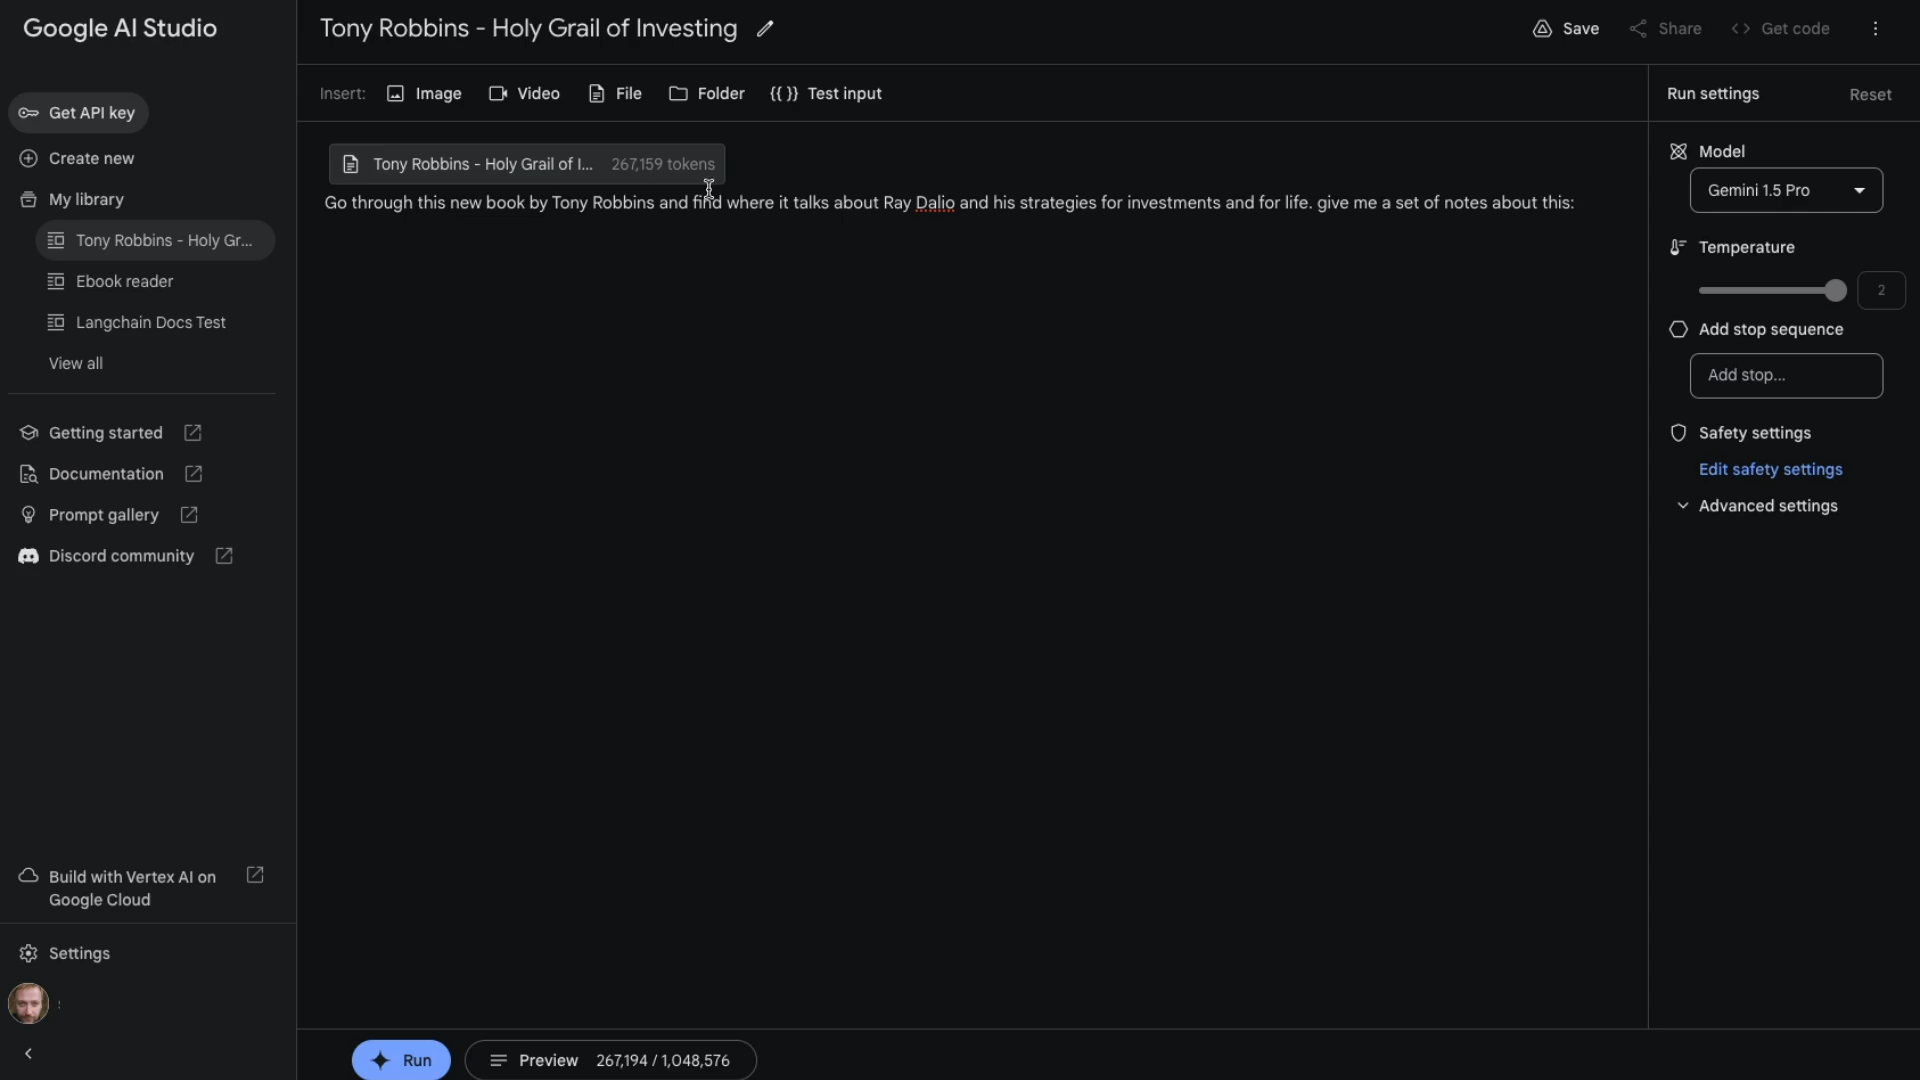 Google AI Studio
Tony Robbins - Holy Grail of Investing
Save
Share
<> Get code
Get API key
Create new
My library
Tony Robbins - Holy Gr...
Ebook reader
Langchain Docs Test
View all
Getting started
Documentation
Prompt gallery
Discord community
Build with Vertex AI on
Google Cloud
Settings
Insert:
Image
Video
File
Folder
{{ }} Test input
Tony Robbins - Holy Grail of I... 267,159 tokens
Go through this new book by Tony Robbins and find where it talks about Ray Dalio and his strategies for investments and for life. give me a set of notes about this:
Run settings
Reset
Model
Gemini 1.5 Pro
Temperature
2
Add stop sequence
Add stop...
Safety settings
Edit safety settings
Advanced settings
Run
Preview 267,194 / 1,048,576